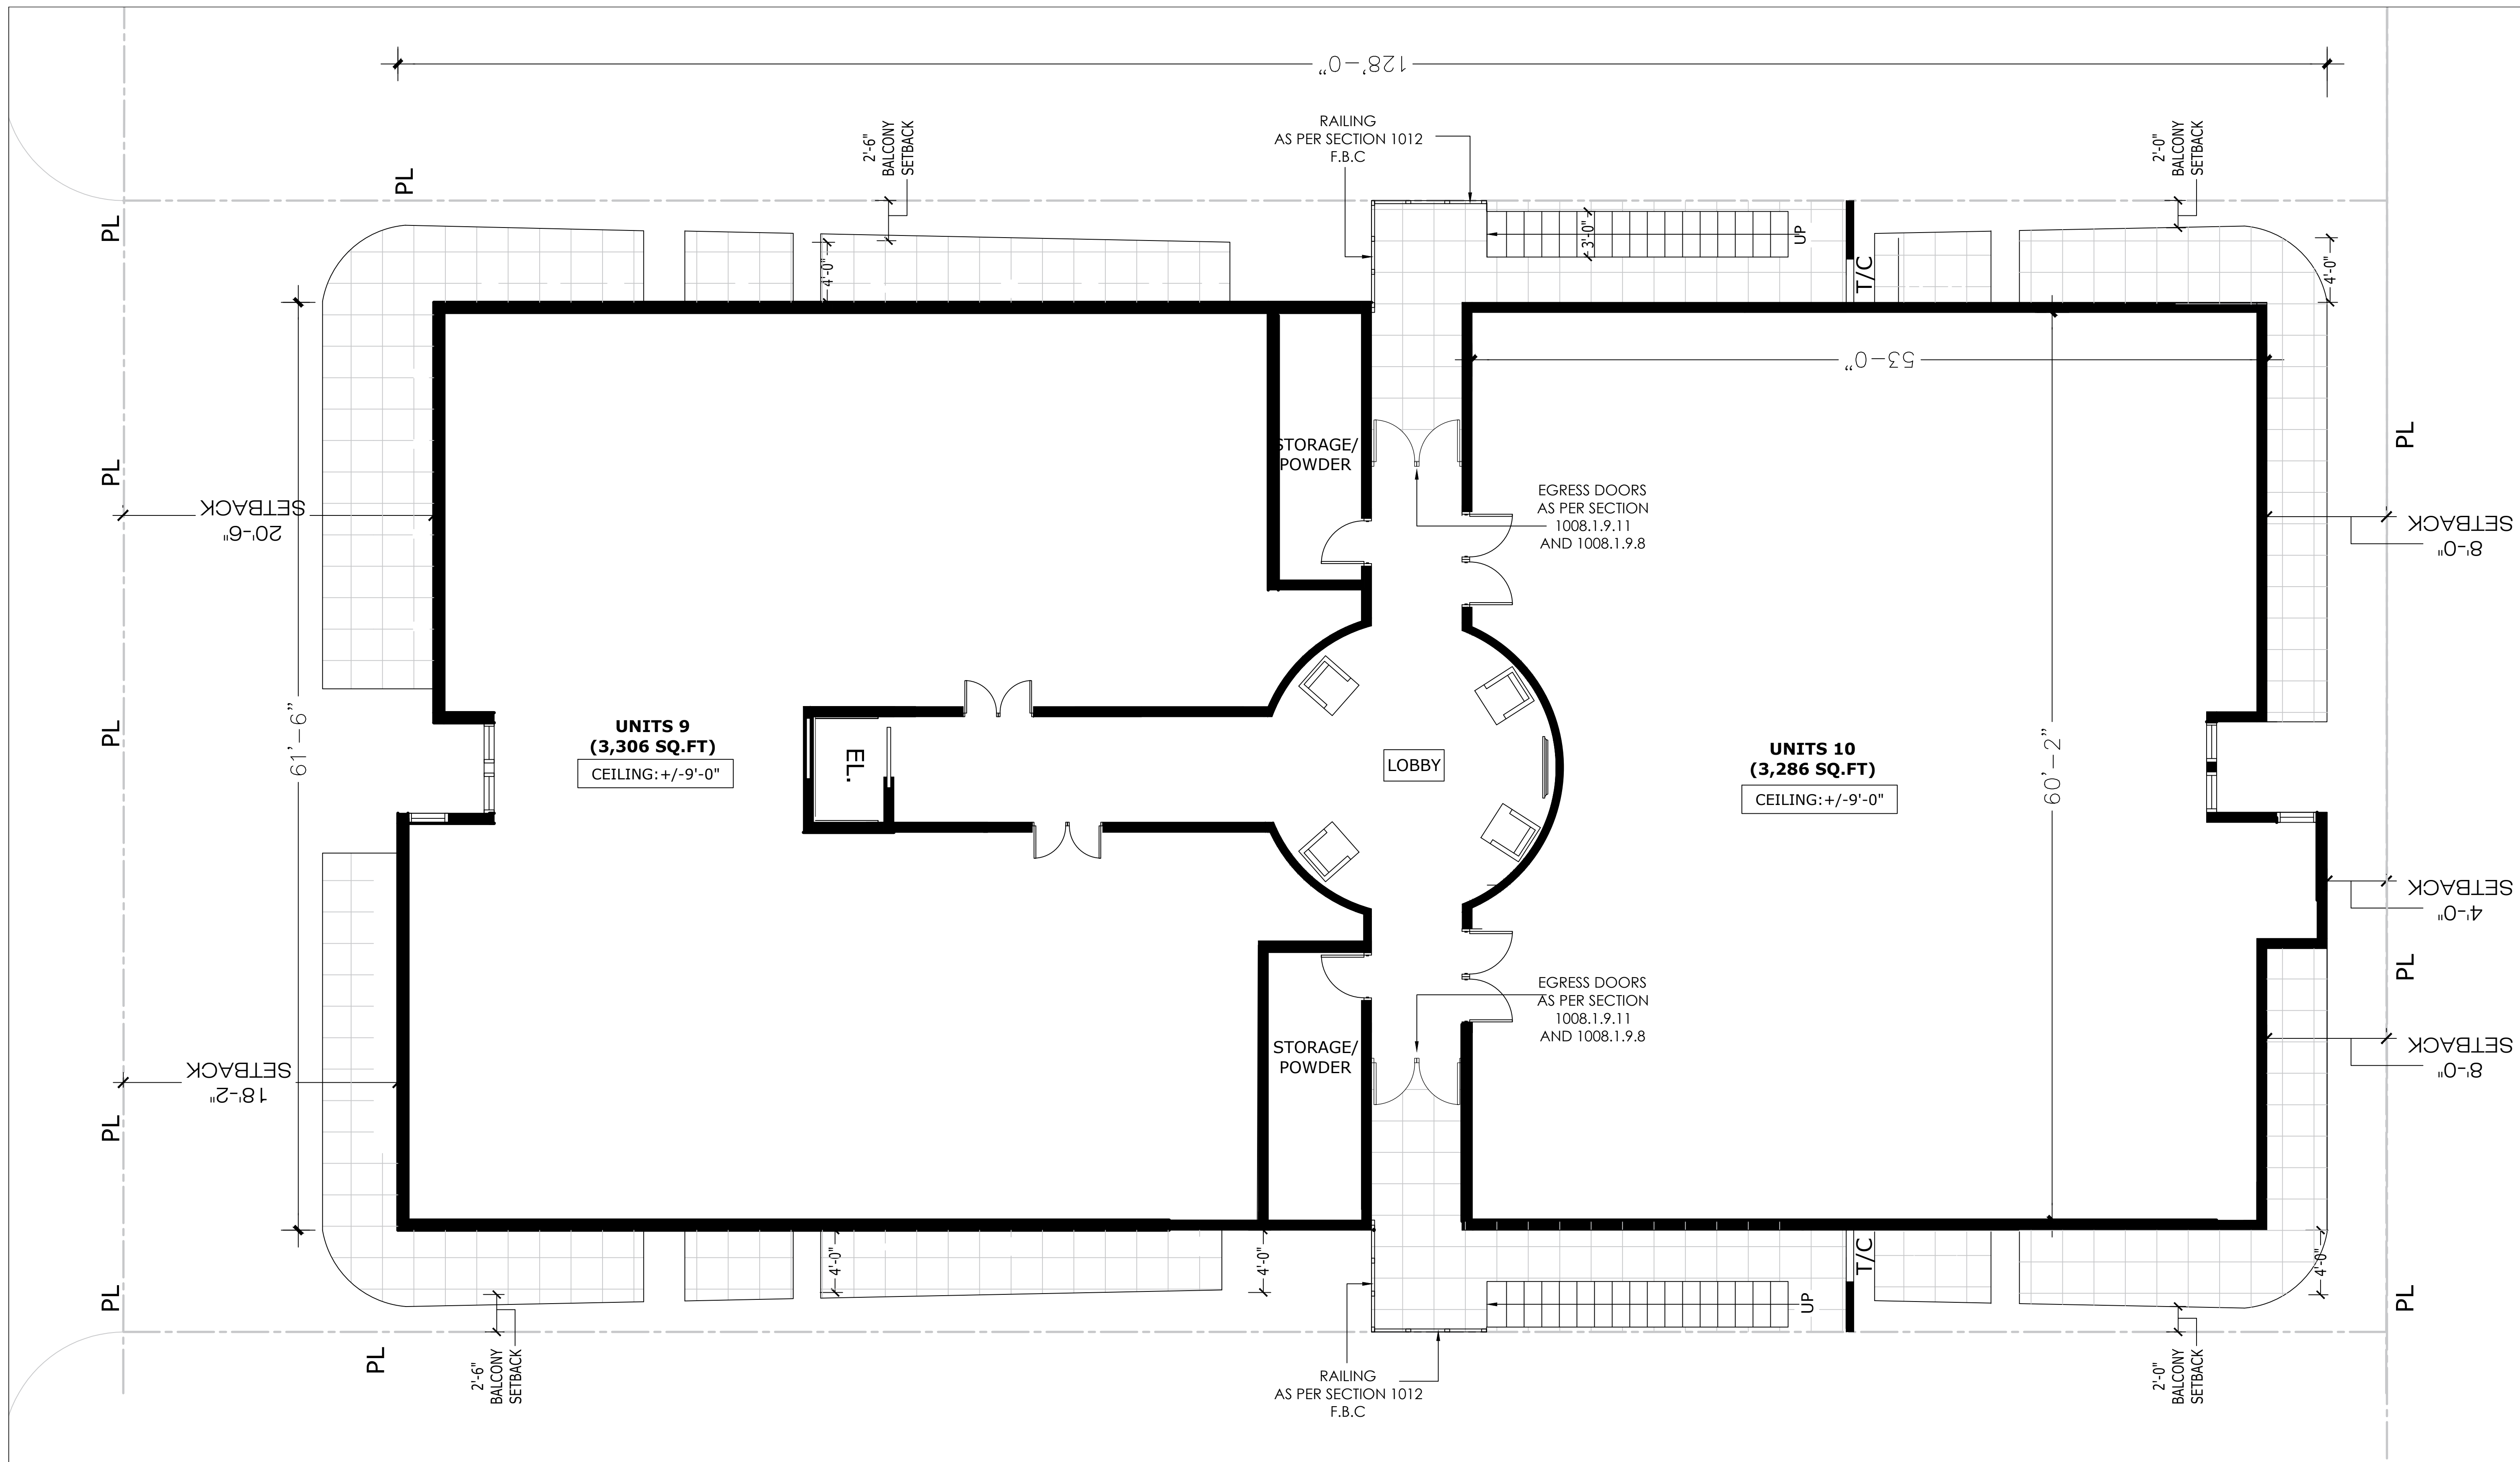 128'-0"
RAILING
AS PER SECTION 1012
F.B.C
2'-6"
BALCONY
SETBACK
2'-0"
BALCONY
SETBACK
PL
PL
UP
3'-0"
T/C
4'-0"
4'-0"
53-0"
PL
PL
STORAGE/
POWDER
EGRESS DOORS
AS PER SECTION
1008.1.9.11
AND 1008.1.9.8
SETBACK
20-6"
SETBACK
8'-0"
PL
61'-6"
UNITS 9
(3,306 SQ.FT)
CEILING:+/-9'-0"
EL.
LOBBY
UNITS 10
(3,286 SQ.FT)
CEILING:+/-9'-0"
60'-2"
SETBACK
4'-0"
PL
EGRESS DOORS
AS PER SECTION
1008.1.9.11
AND 1008.1.9.8
STORAGE/
POWDER
SETBACK
18'-2"
SETBACK
8'-0"
PL
4'-0"
4'-0"
T/C
4'-0"
PL
UP
PL
PL
2'-6"
BALCONY
SETBACK
RAILING
AS PER SECTION 1012
F.B.C
2'-0"
BALCONY
SETBACK